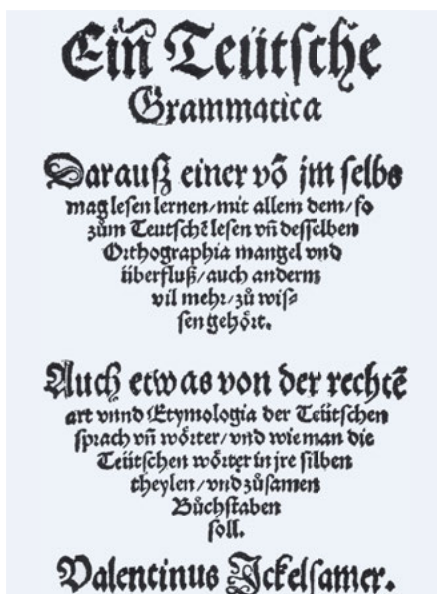 Eiñ Teütſche
Grammatica
Darauß einer võ jm ſelbs
mag leſen lernen/mit allem dem/ſo
zům Teutſchẽ leſen vñ deſſelben
Orthographia mangel vnd
überfluß/auch anderm
vil mehr/zů wiſ⸗
ſen gehört.
Auch etwas von der rechtẽ
art vnnd Etymologia der Teütſchen
ſprach vñ wörter/vnd wie man die
Teütſchen wörter in jre ſilben
theylen/vnd zůſamen
Bůchſtaben
ſoll.
Valentinus Ickelſamer.